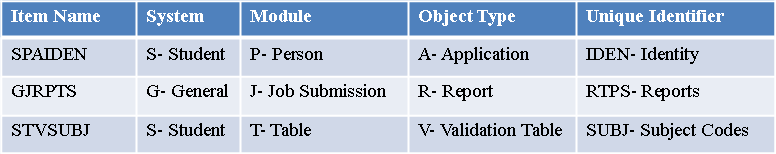 Item Name System Module Object Type Unique Identifier
SPAIDEN S- Student P- Person A- Application IDEN- Identity
GJRPTS G- General J- Job Submission R- Report RTPS- Reports
STVSUBJ S- Student T- Table V- Validation Table SUBJ- Subject Codes